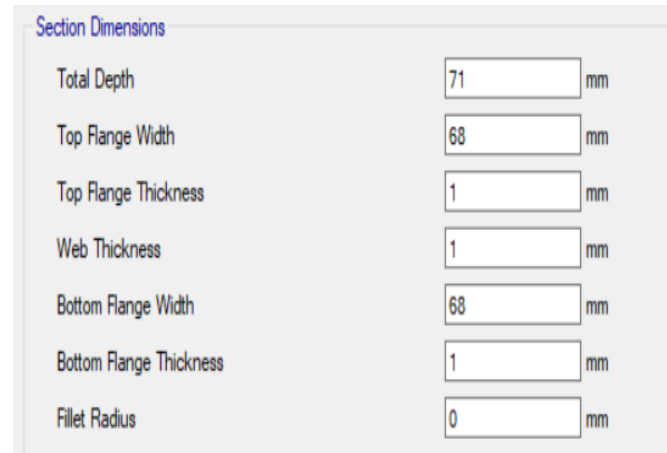 Section Dimensions
Total Depth 71 mm
Top Flange Width 68 mm
Top Flange Thickness 1 mm
Web Thickness 1 mm
Bottom Flange Width 68 mm
Bottom Flange Thickness 1 mm
Fillet Radius 0 mm